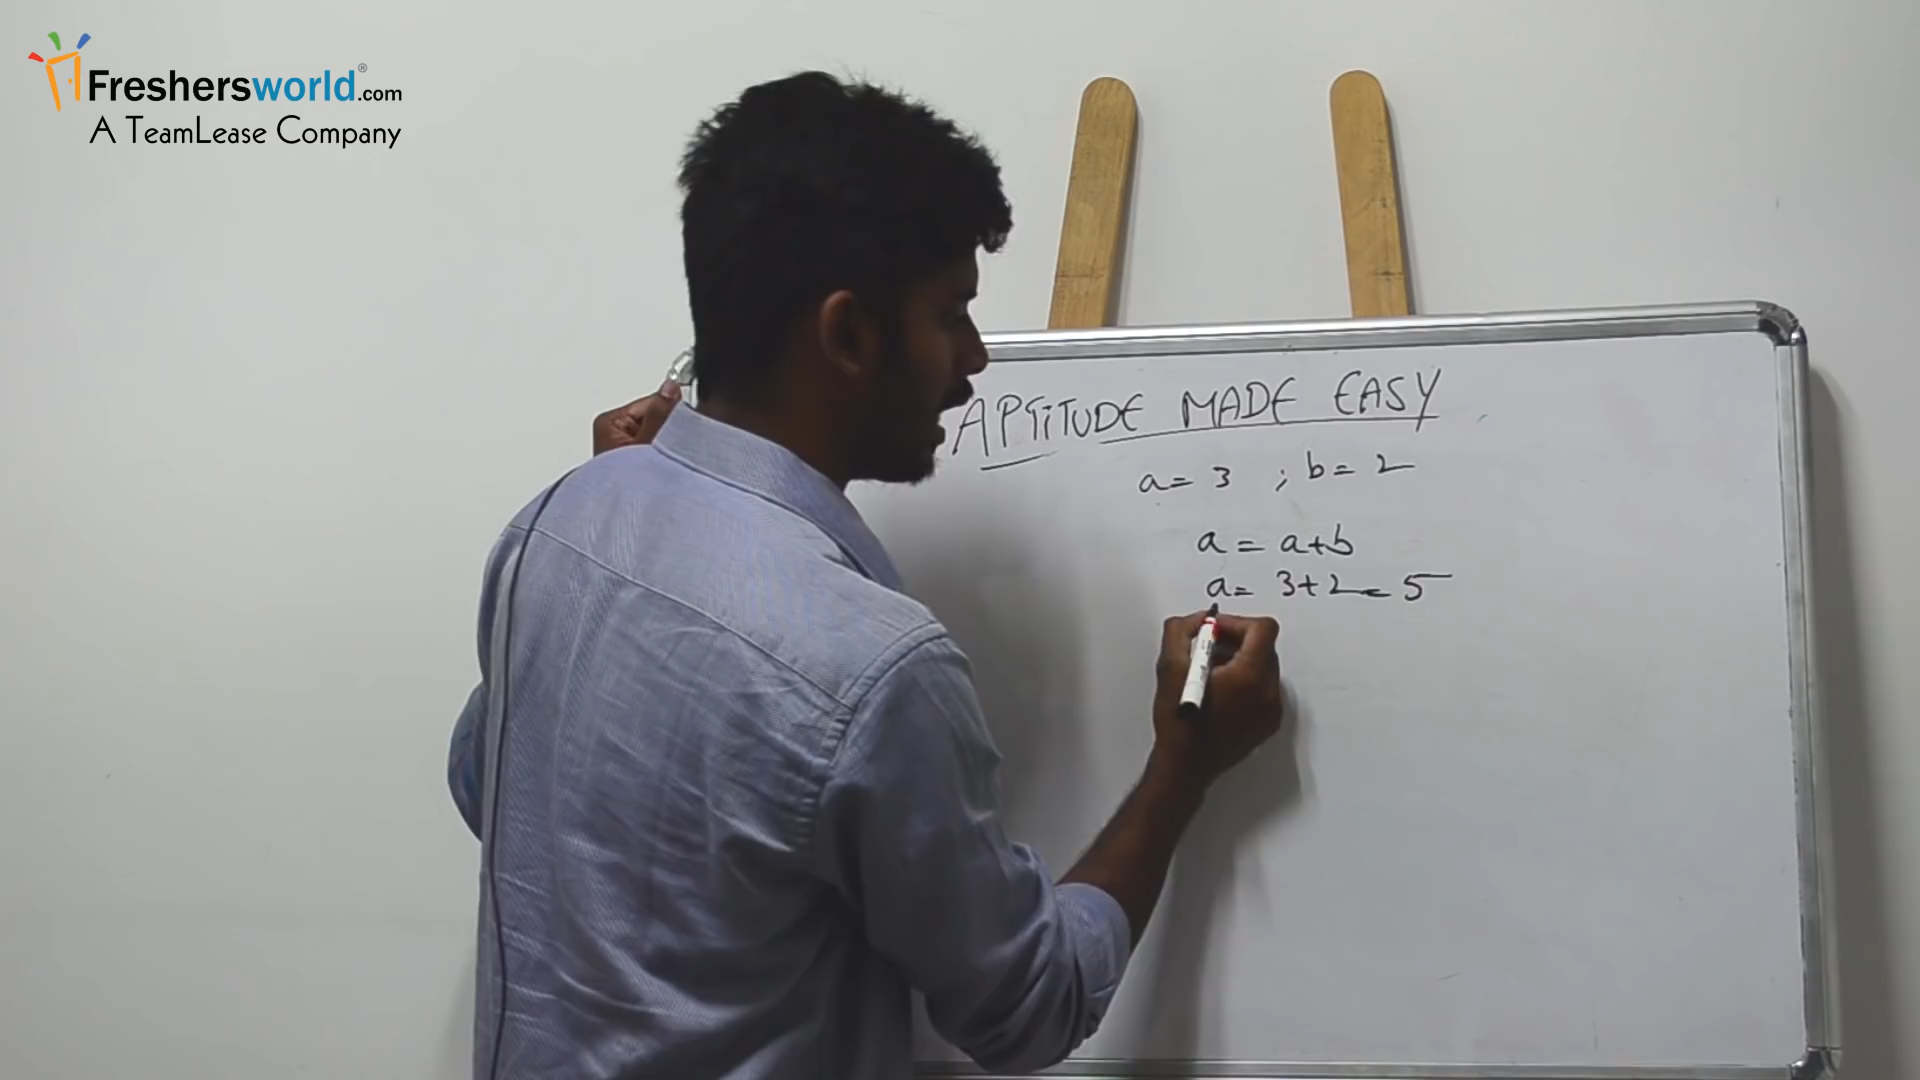 Freshersworld.com®
A TeamLease Company
APTITUDE MADE EASY
a = 3 ; b = 2
a = a+b
a = 3+2 = 5